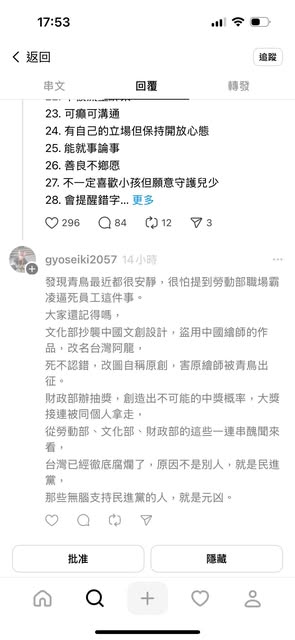 17:53
返回
追蹤
串文 回覆 轉發
23. 可癲可溝通
24. 有自己的立場但保持開放心態
25. 能就事論事
26. 善良不鄉愿
27. 不一定喜歡小孩但願意守護兒少
28. 會提醒錯字... 更多
296 84 12 3
gyoseiki2057 14小時
發現青鳥最近都很安靜，很怕提到勞動部職場霸
凌逼死員工這件事。
大家還記得嗎，
文化部抄襲中國文創設計，盜用中國繪師的作
品，改名台灣阿龍，
死不認錯，改圖自稱原創，害原繪師被青鳥出
征。
財政部辦抽獎，創造出不可能的中獎概率，大獎
接連被同個人拿走，
從勞動部、文化部、財政部的這些一連串醜聞來
看，
台灣已經徹底腐爛了，原因不是別人，就是民進
黨，
那些無腦支持民進黨的人，就是元凶。
批准 隱藏